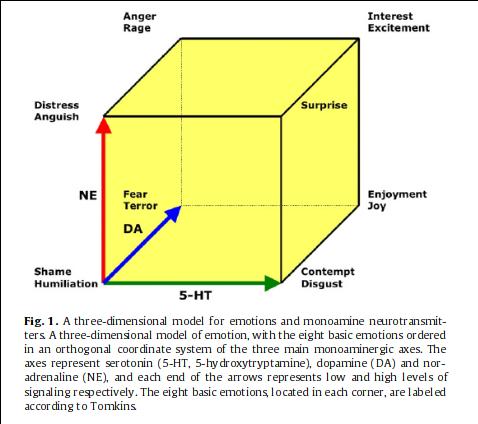 Anger
Rage
Interest
Excitement
Distress
Anguish
Surprise
NE
Fear
Terror
Enjoyment
Joy
DA
Shame
Humiliation
Contempt
Disgust
5-HT
Fig. 1. A three-dimensional model for emotions and monoamine neurotransmit-
ters. A three-dimensional model of emotion, with the eight basic emotions ordered
in an orthogonal coordinate system of the three main monoaminergic axes. The
axes represent serotonin (5-HT, 5-hydroxytryptamine), dopamine (DA) and nor-
adrenaline (NE), and each end of the arrows represents low and high levels of
signaling respectively. The eight basic emotions, located in each corner, are labeled
according to Tomkins.